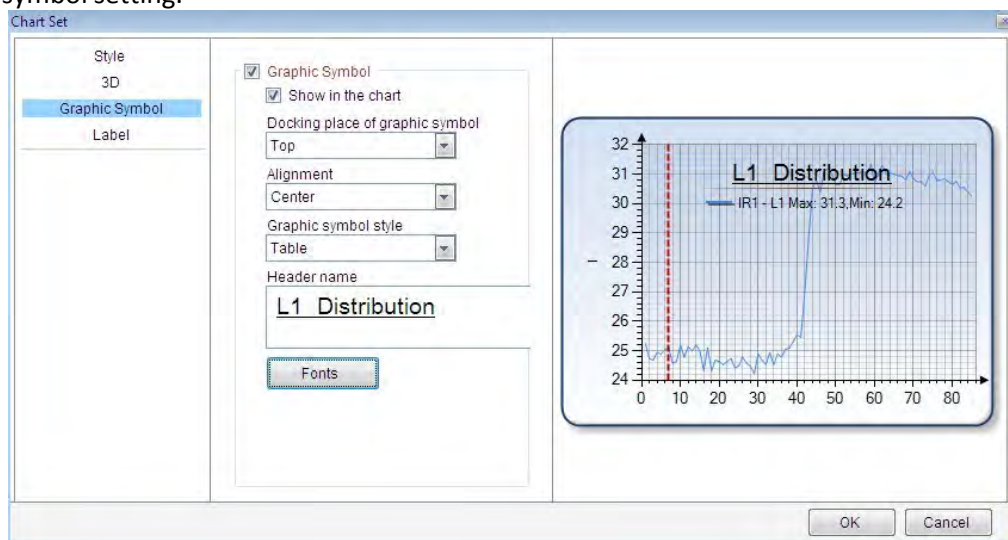 symbol setting.
Chart Set
Style
3D
Graphic Symbol
Label
Graphic Symbol
Show in the chart
Docking place of graphic symbol
Top
Alignment
Center
Graphic symbol style
Table
Header name
L1 Distribution
Fonts
L1 Distribution
IR1 - L1 Max: 31.3,Min: 24.2
32
31
30
29
28
27
26
25
24
0 10 20 30 40 50 60 70 80
OK Cancel